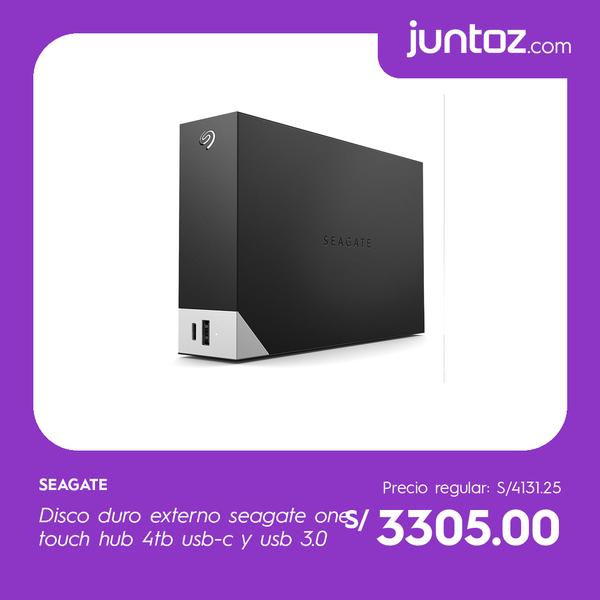 juntoz.com
SEAGATE
SEAGATE
Disco duro externo seagate one
touch hub 4tb usb-c y usb 3.0
Precio regular: S/4131.25
S/ 3305.00